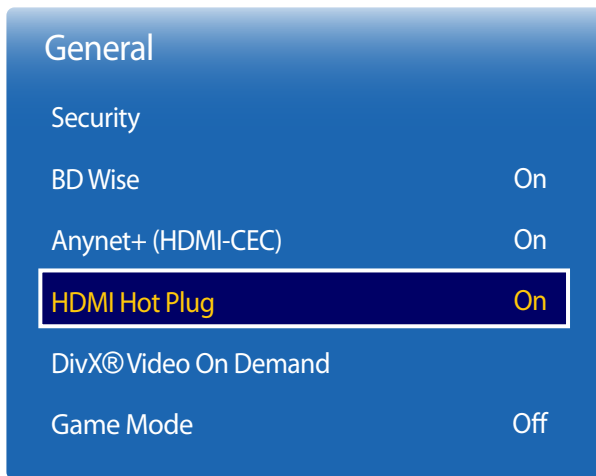 General
Security
BD Wise On
Anynet+ (HDMI-CEC) On
HDMI Hot Plug On
DivX® Video On Demand
Game Mode Off